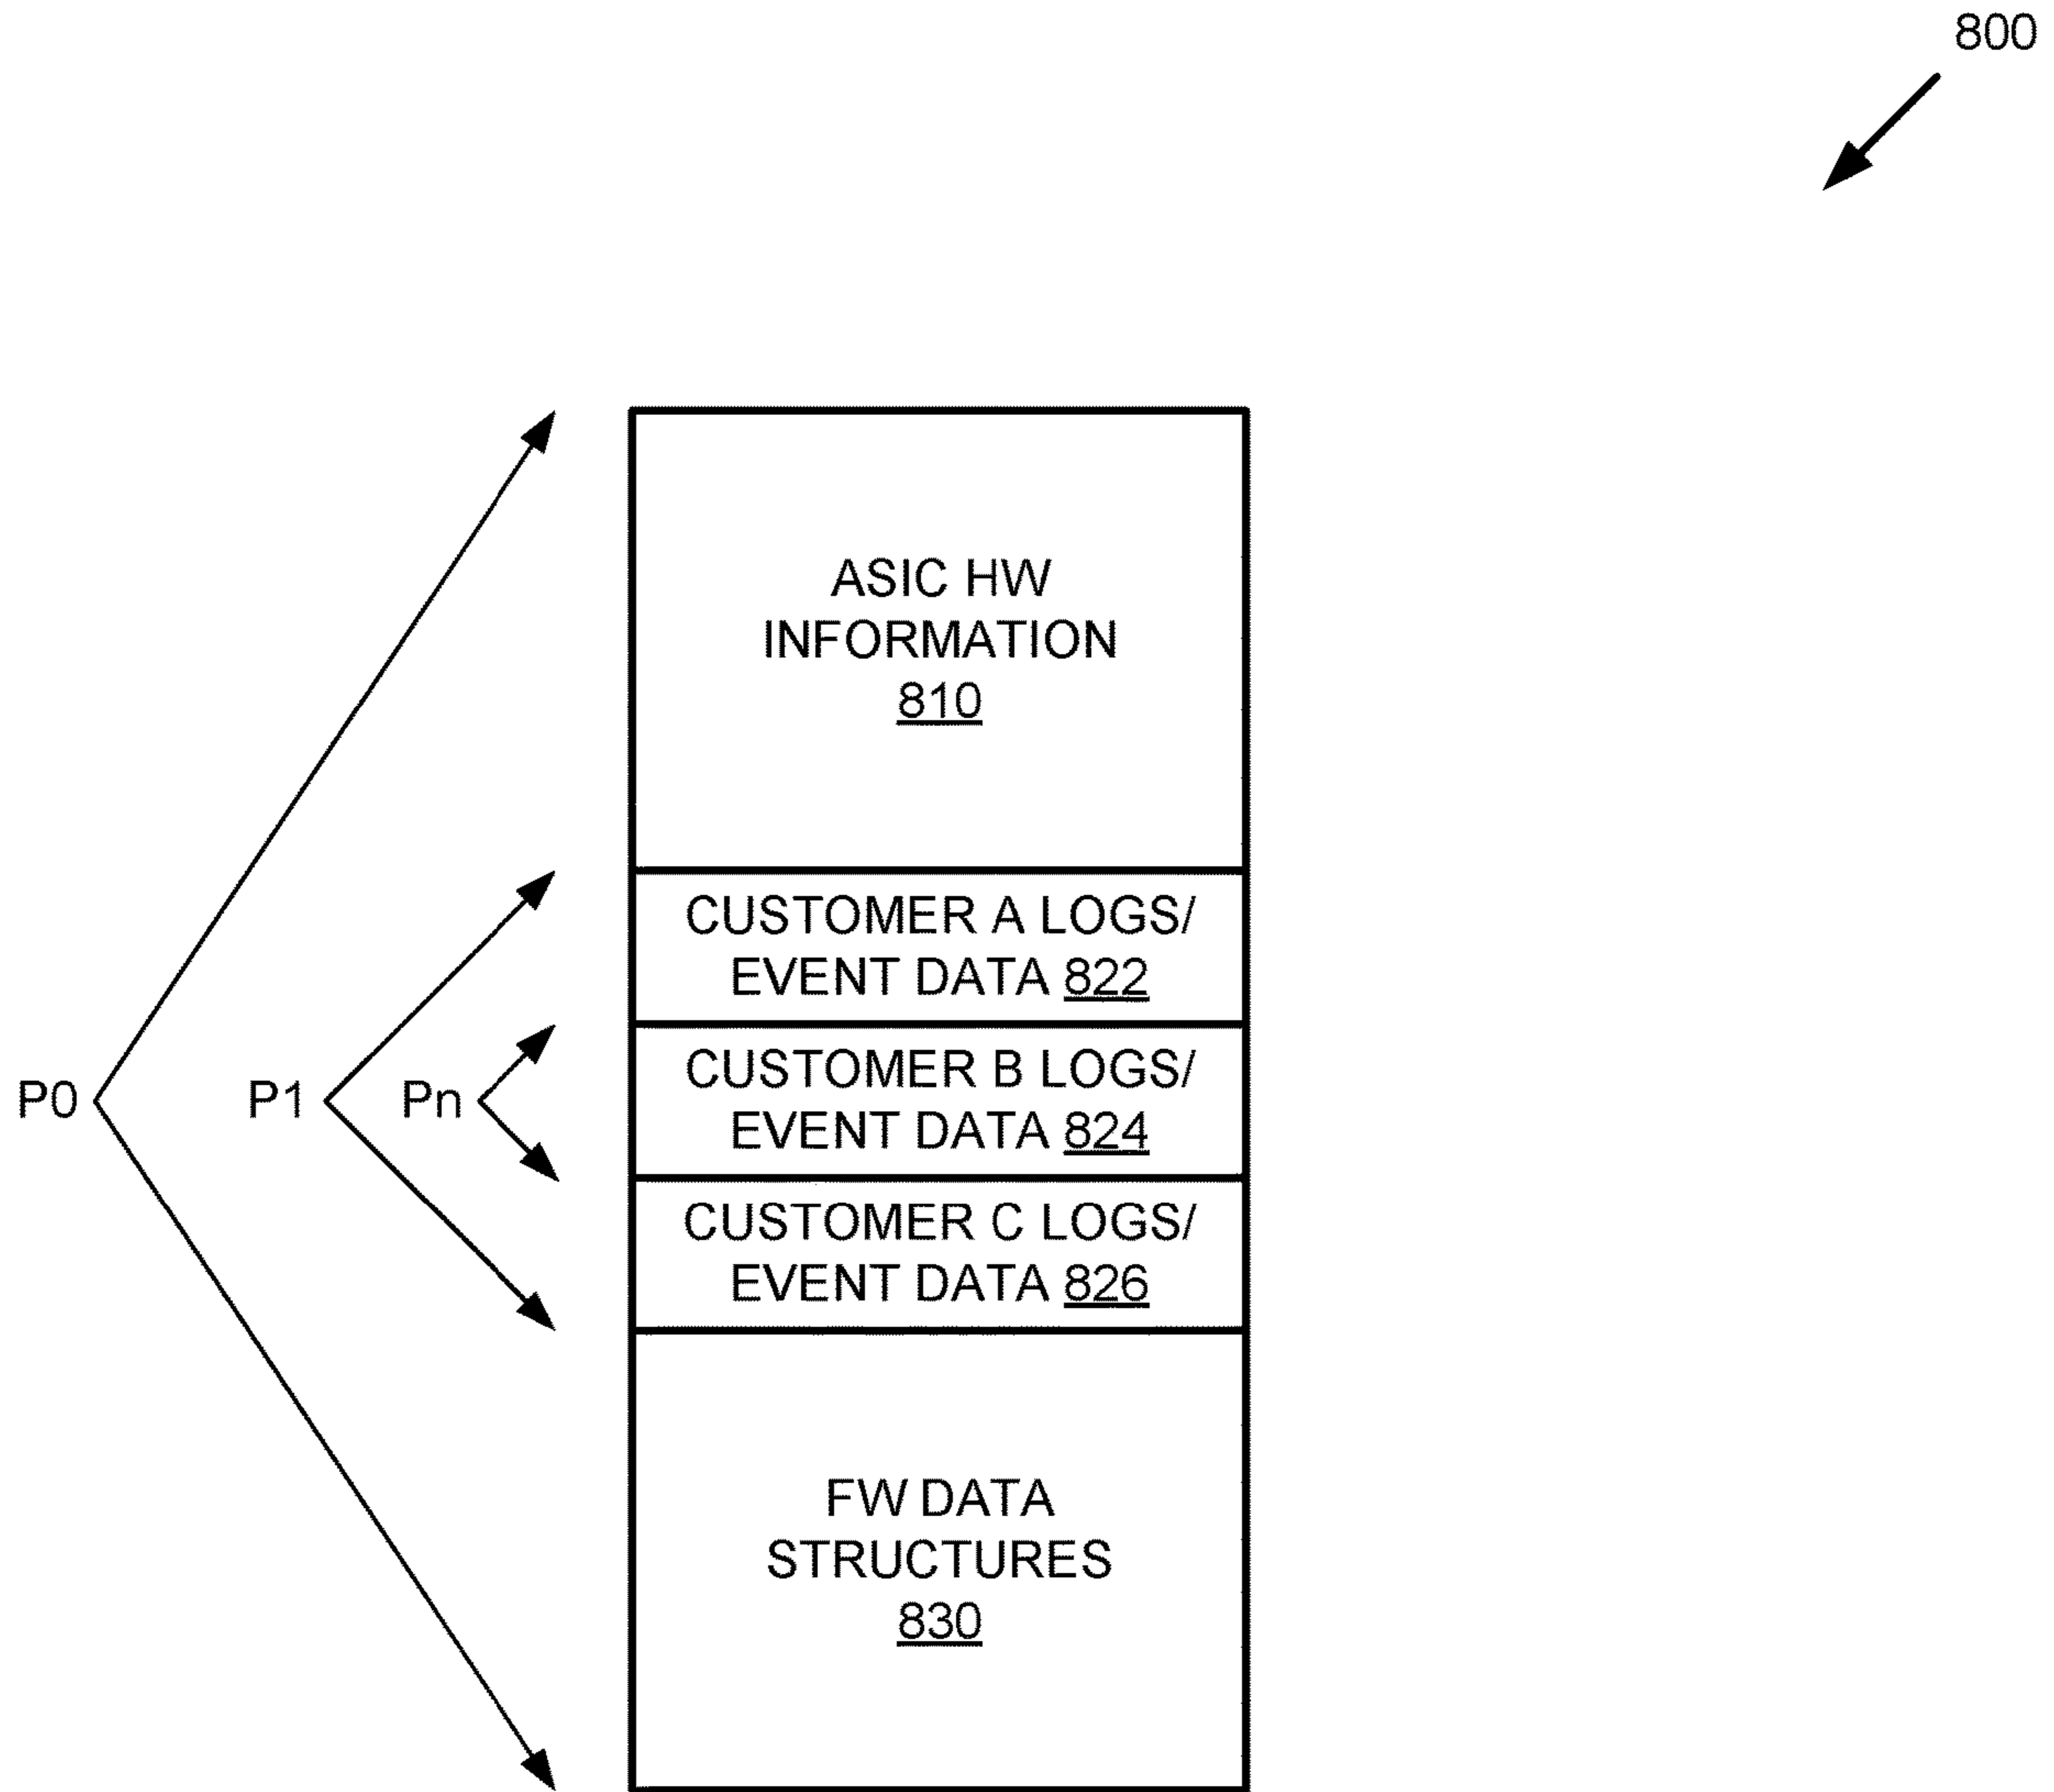 800
ASIC HW
INFORMATION
810
CUSTOMER A LOGS/
EVENT DATA 822
P0
P1
Pn
CUSTOMER B LOGS/
EVENT DATA 824
CUSTOMER C LOGS/
EVENT DATA 826
FW DATA
STRUCTURES
830